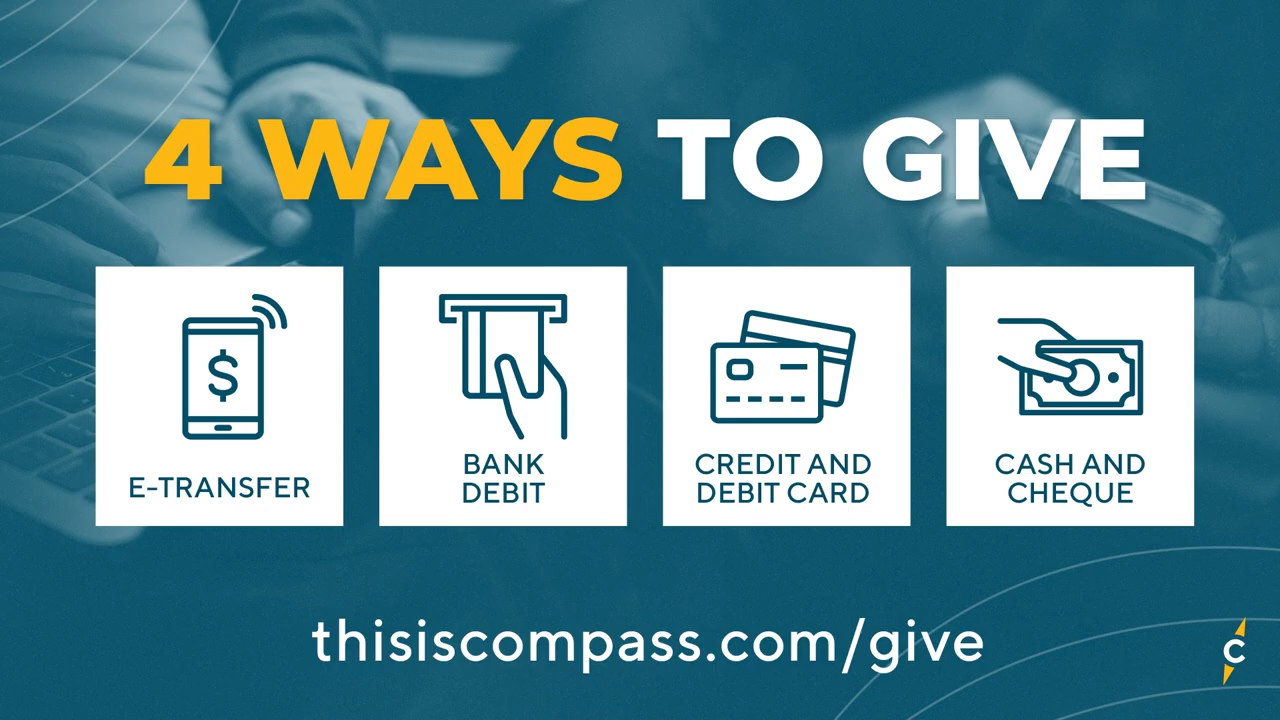 4 WAYS TO GIVE
$
E-TRANSFER
BANK
DEBIT
CREDIT AND
DEBIT CARD
CASH AND
CHEQUE
thisiscompass.com/give
C